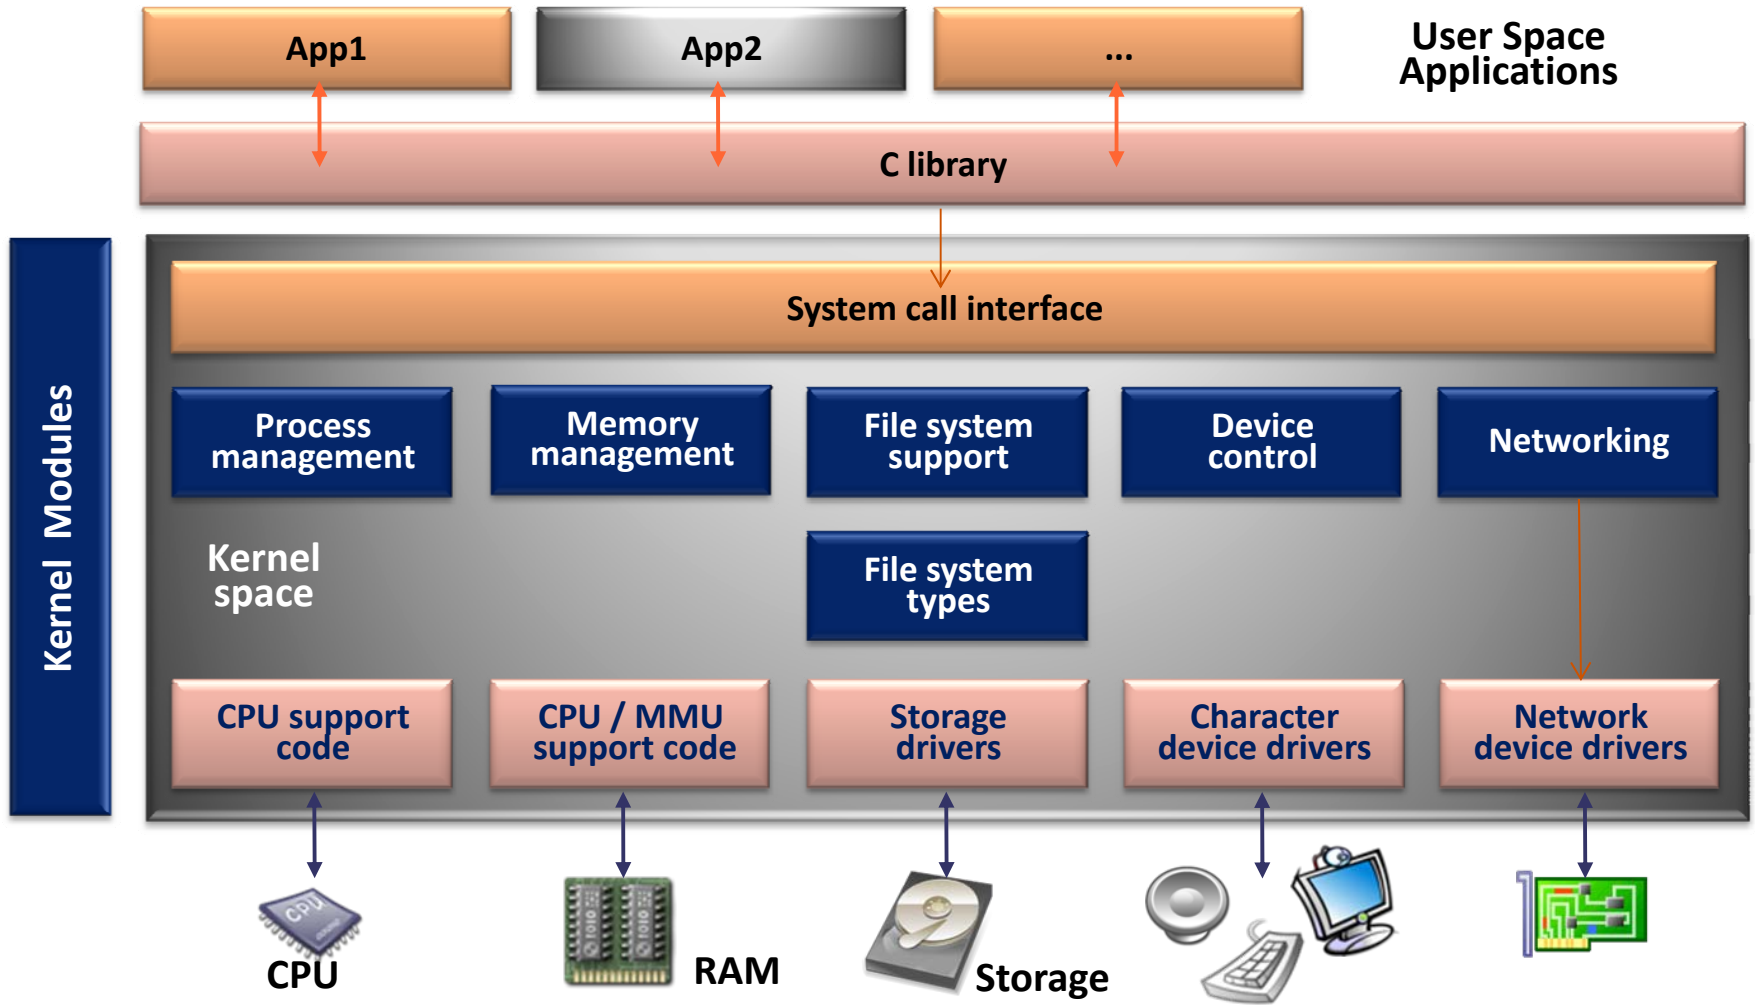 App1
App2
...
User Space
Applications
C library
System call interface
Kernel Modules
Process
management
Memory
management
File system
support
Device
control
Networking
Kernel
space
File system
types
CPU support
code
CPU / MMU
support code
Storage
drivers
Character
device drivers
Network
device drivers
CPU
CPU
RAM
Storage